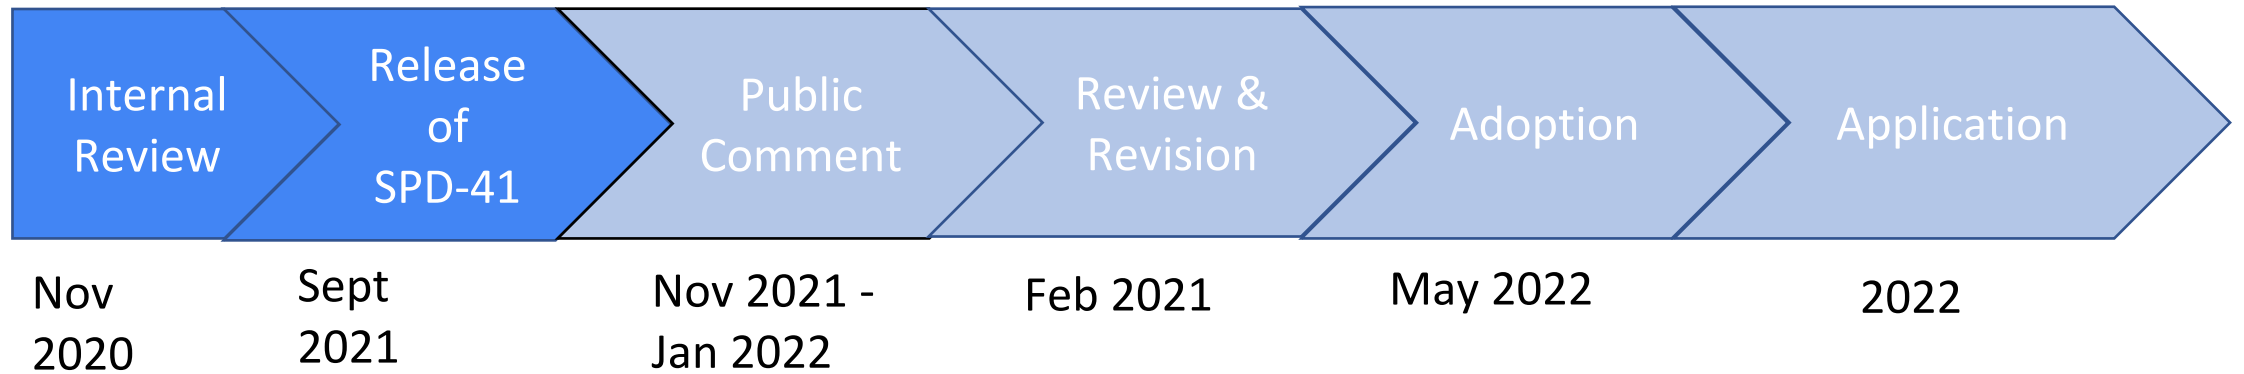 Internal
Review
Release
of
SPD-41
Public
Comment
Review &
Revision
Adoption
Application
Nov
2020
Sept
2021
Nov 2021 -
Jan 2022
Feb 2021
May 2022
2022